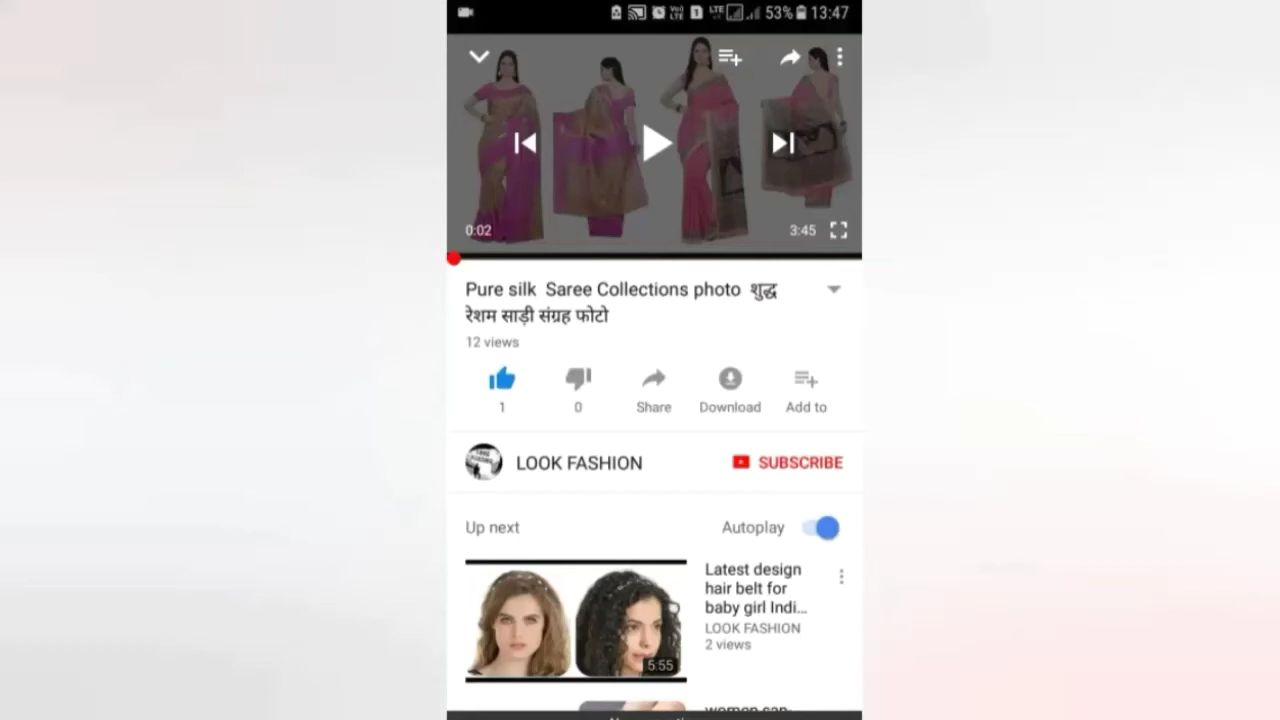 53% 13:47
0:02
3:45
Pure silk Saree Collections photo शुद्ध
रेशम साड़ी संग्रह फोटो
12 views
1
0
Share
Download
Add to
LOOK FASHION
SUBSCRIBE
Up next
Autoplay
Latest design
hair belt for
baby girl Indi...
LOOK FASHION
2 views
5:55